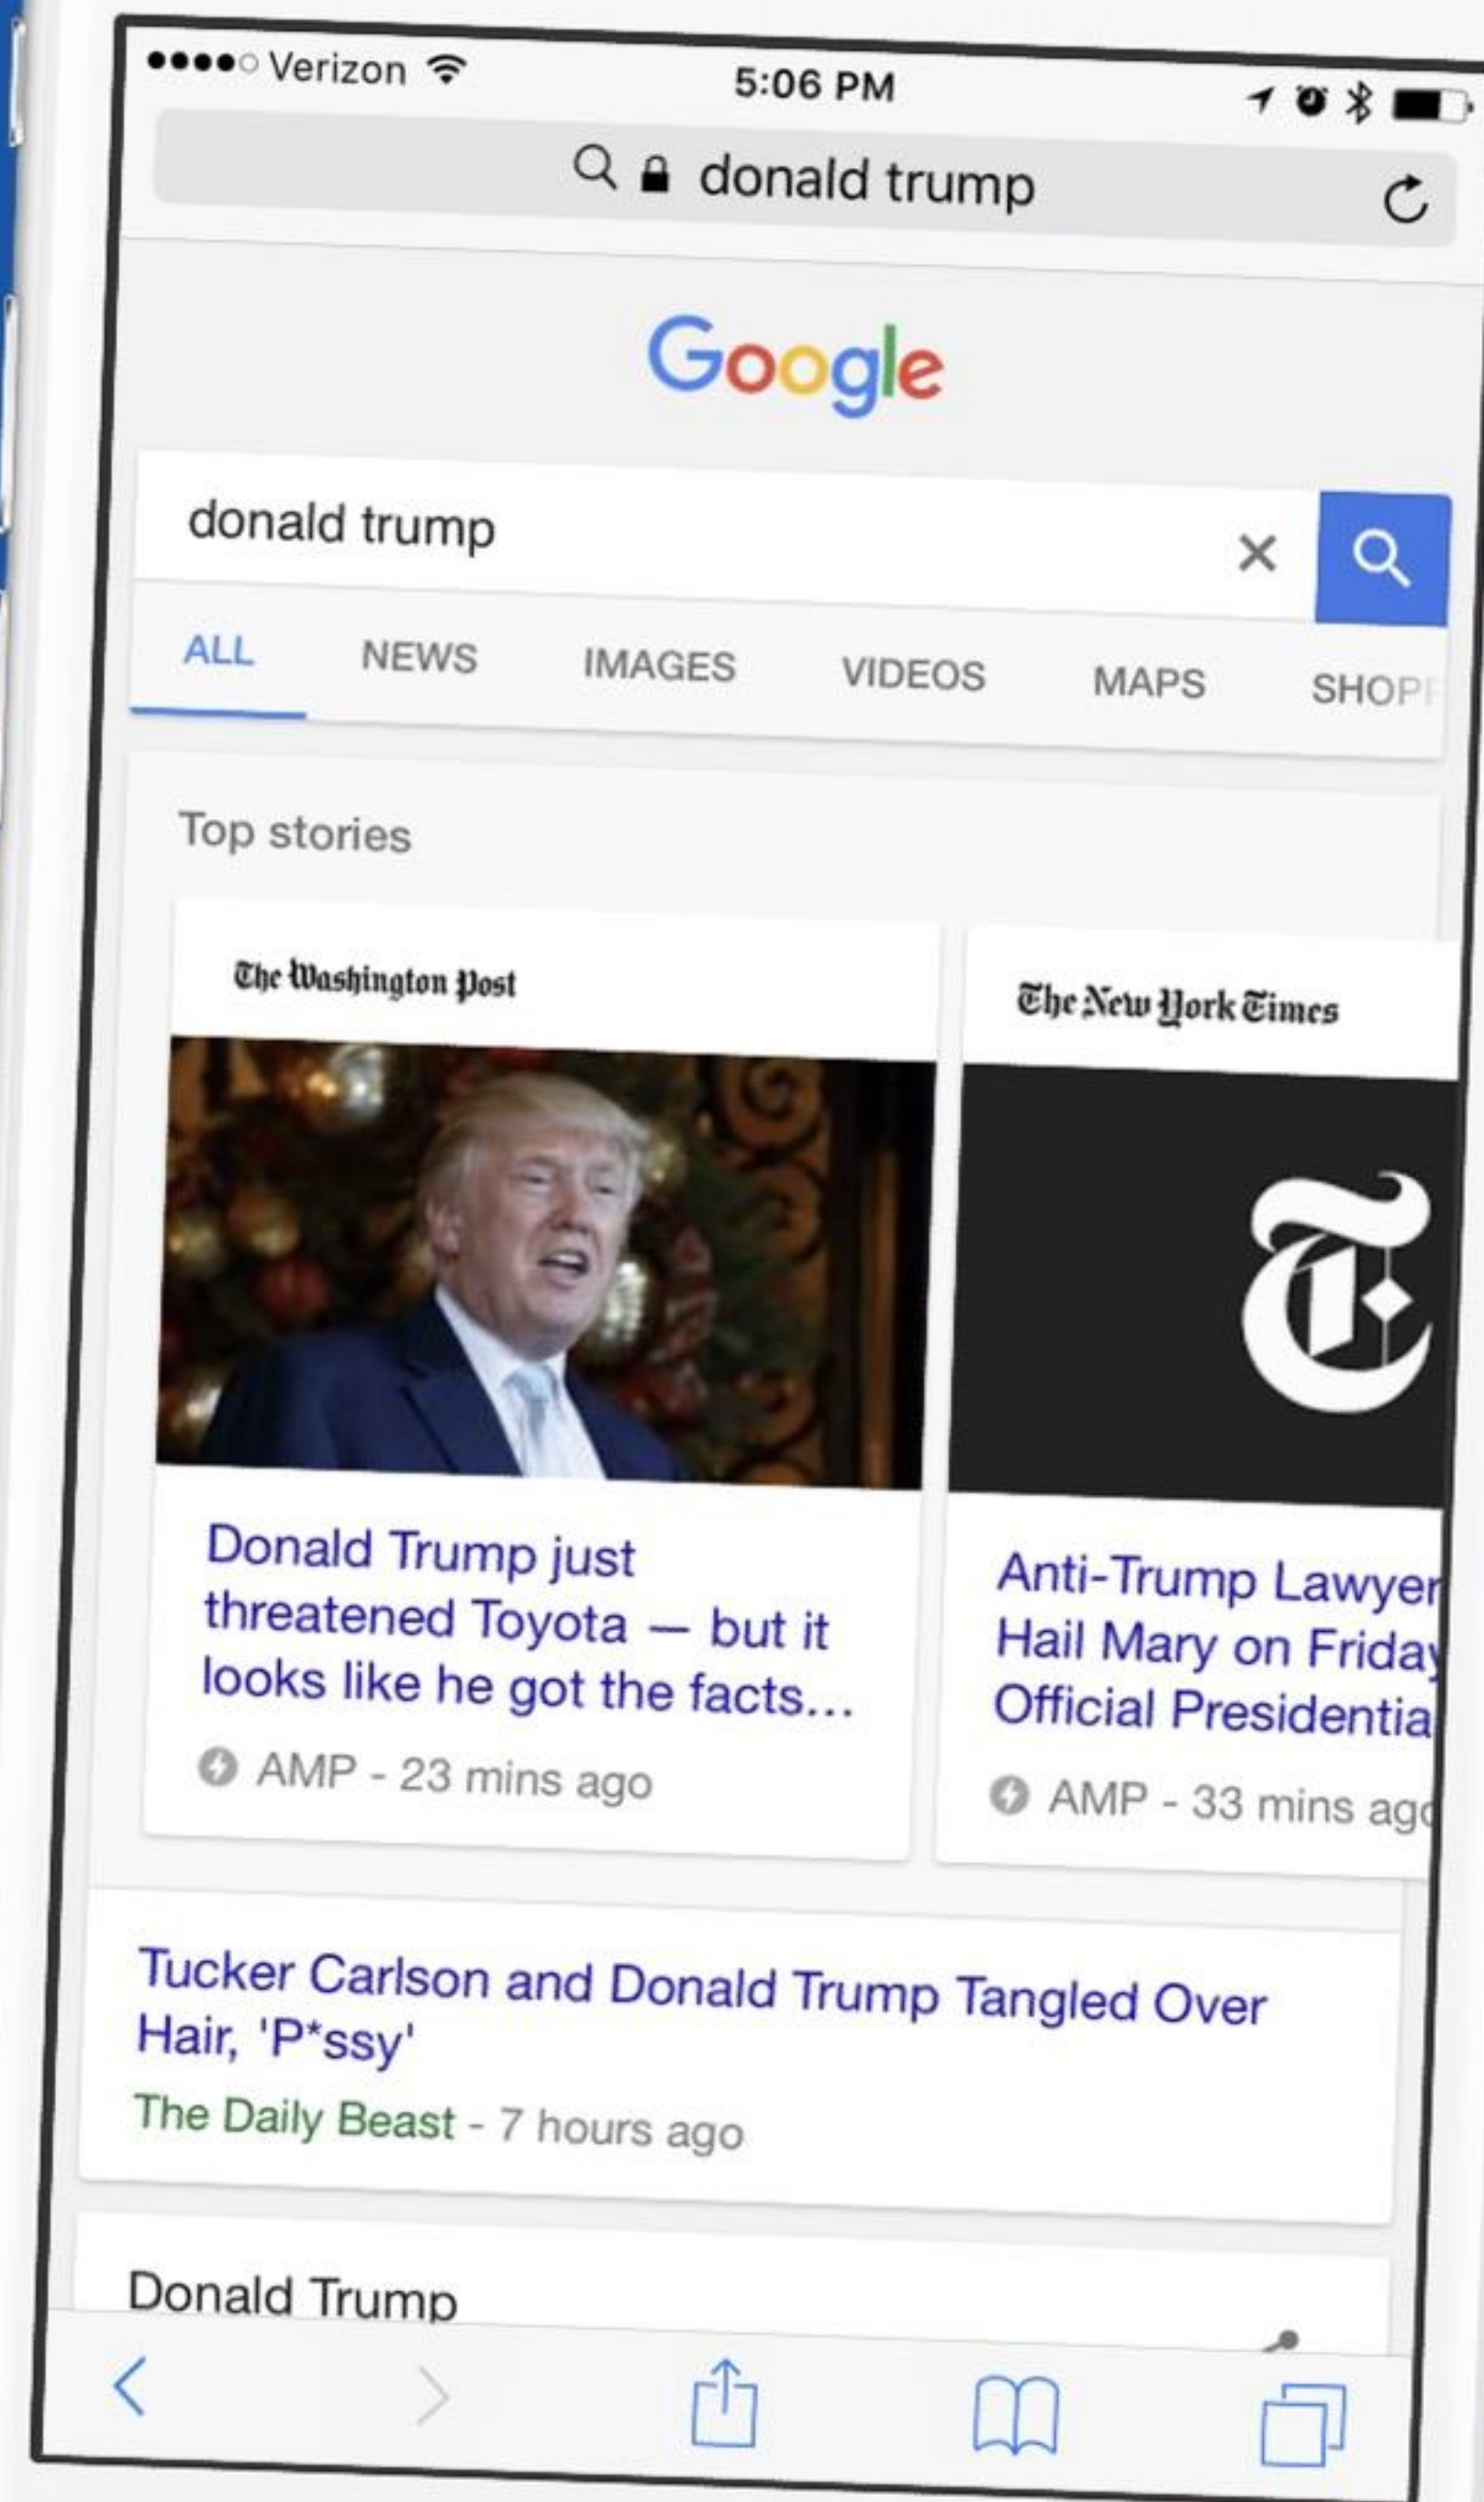 Verizon
5:06 PM
donald trump
Google
donald trump
ALL NEWS IMAGES VIDEOS MAPS SHOPP
Top stories
The Washington Post
Donald Trump just
threatened Toyota — but it
looks like he got the facts...
AMP - 23 mins ago
The New York Times
T
Anti-Trump Lawyer
Hail Mary on Friday
Official Presidentia
AMP - 33 mins ago
Tucker Carlson and Donald Trump Tangled Over
Hair, 'P*ssy'
The Daily Beast - 7 hours ago
Donald Trump